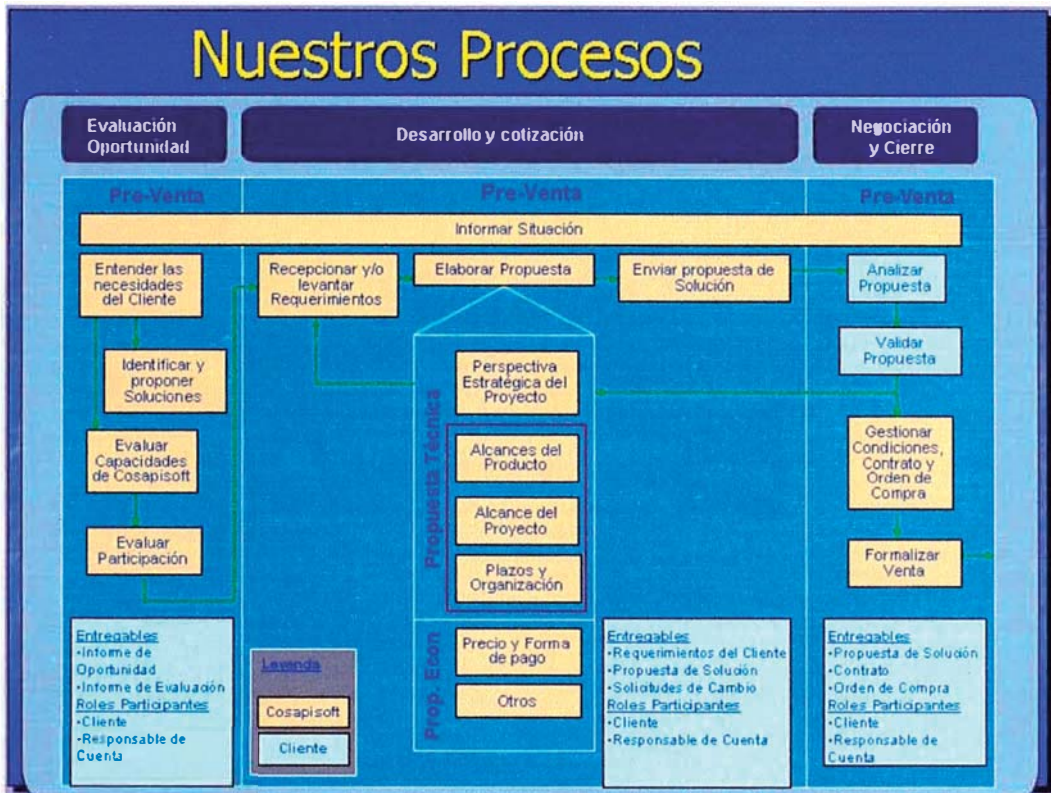 Nuestros Procesos
Evaluación
Oportunidad
Desarrollo y cotización
Negociación
y Cierre
Pre-Venta
Pre-Venta
Pre-Venta
Informar Situación
Entender las
necesidades
del Cliente
Identificar y
proponer
Soluciones
Evaluar
Capacidades
de Cosapisoft
Evaluar
Participación
Recepcionar y/o
levantar
Requerimientos
Elaborar Propuesta
Enviar propuesta de
Solución
Propuesta Técnica
Perspectiva
Estratégica del
Proyecto
Alcances del
Producto
Alcance del
Proyecto
Plazos y
Organización
Prop. Econ
Precio y Forma
de pago
Otros
Analizar
Propuesta
Validar
Propuesta
Gestionar
Condiciones,
Contrato y
Orden de
Compra
Formalizar
Venta
Entregables
•Informe de
Oportunidad
•Informe de Evaluación
Roles Participantes
•Cliente
•Responsable de
Cuenta
Leyenda
Cosapisoft
Cliente
Entregables
•Requerimientos del Cliente
•Propuesta de Solución
•Solicitudes de Cambio
Roles Participantes
•Cliente
•Responsable de Cuenta
Entregables
•Propuesta de Solución
•Contrato
•Orden de Compra
Roles Participantes
•Cliente
•Responsable de
Cuenta